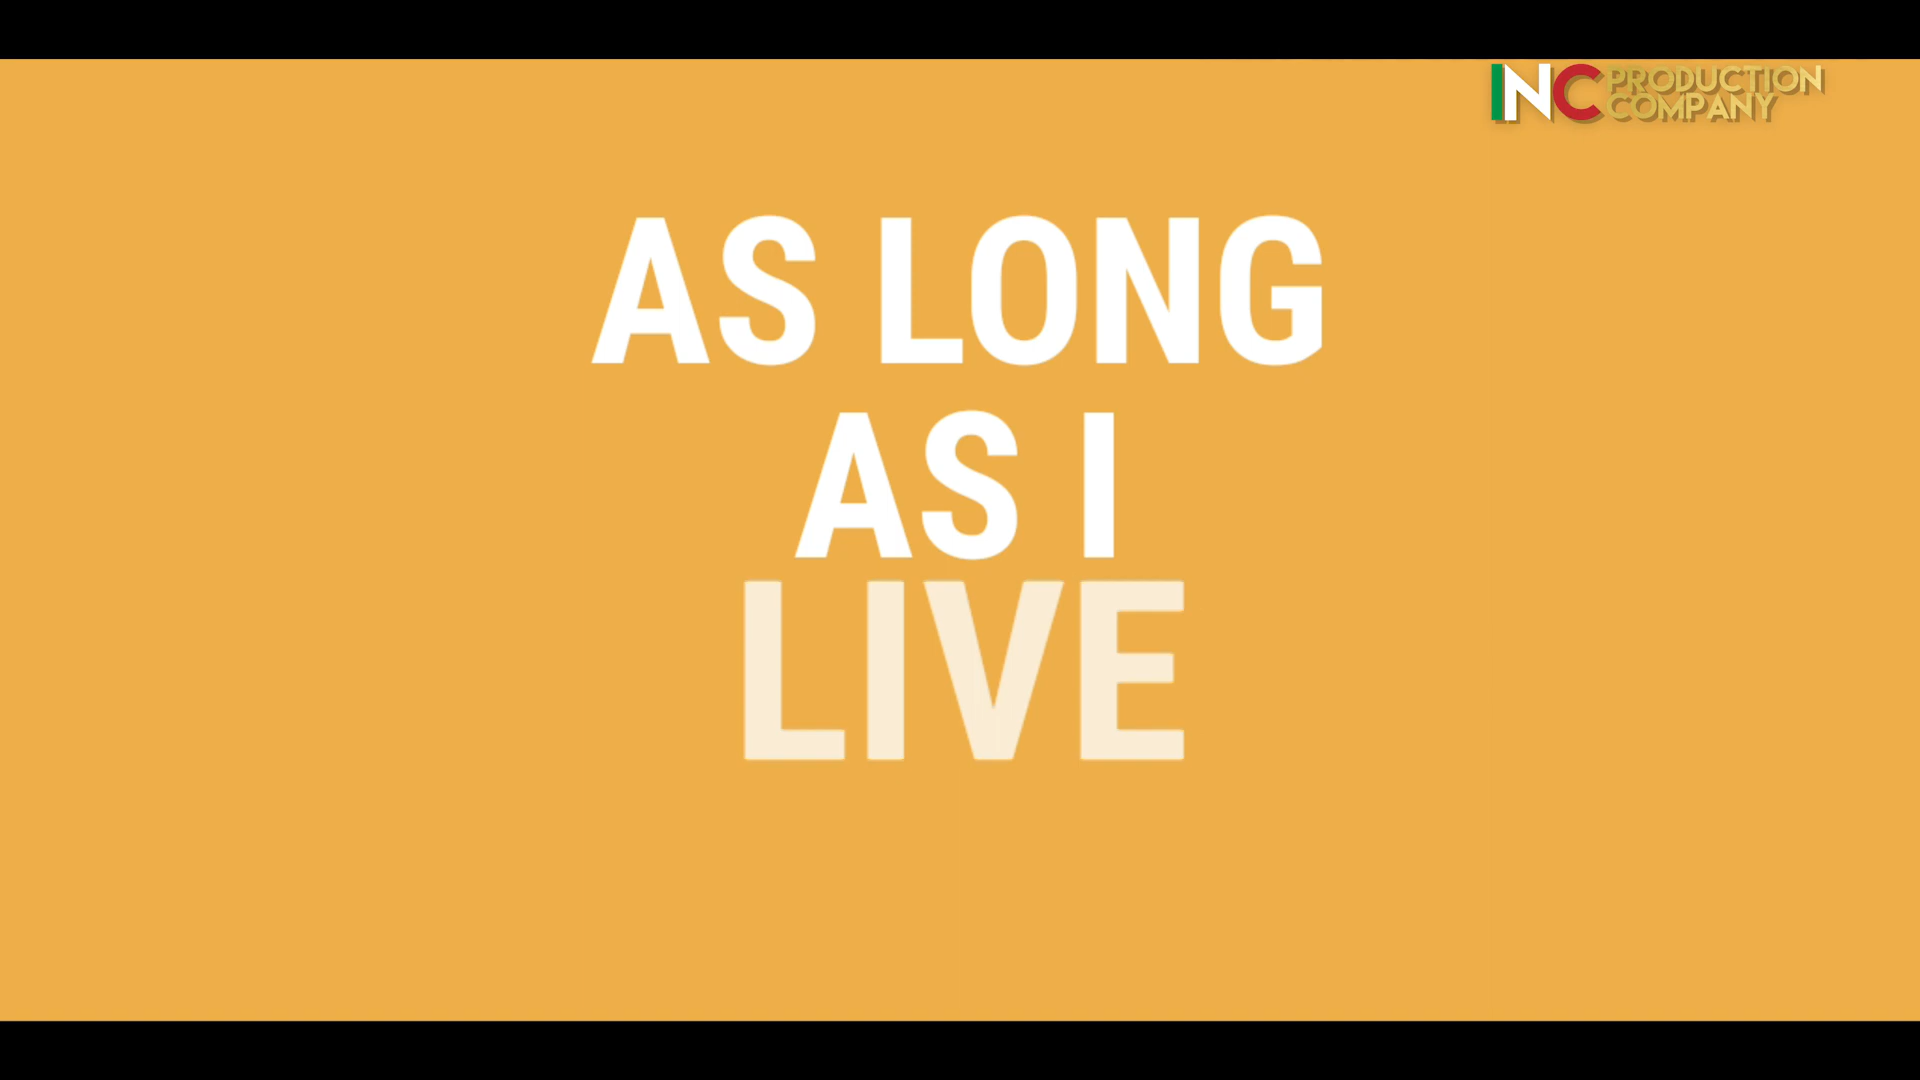 INC PRODUCTION
COMPANY
AS LONG
AS I
LIVE